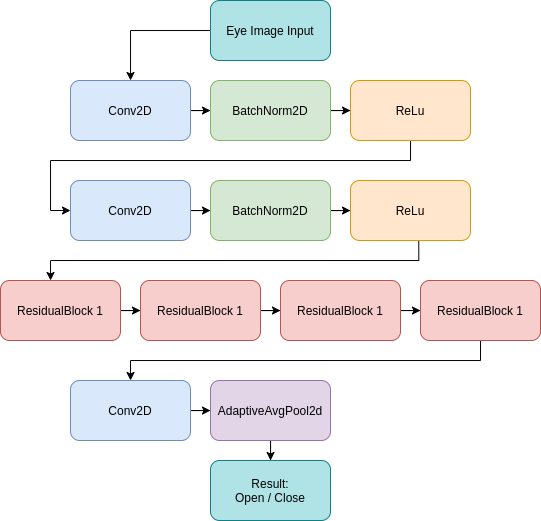 Eye Image Input
Conv2D
BatchNorm2D
ReLu
Conv2D
BatchNorm2D
ReLu
ResidualBlock 1
ResidualBlock 1
ResidualBlock 1
ResidualBlock 1
Conv2D
AdaptiveAvgPool2d
Result:
Open / Close